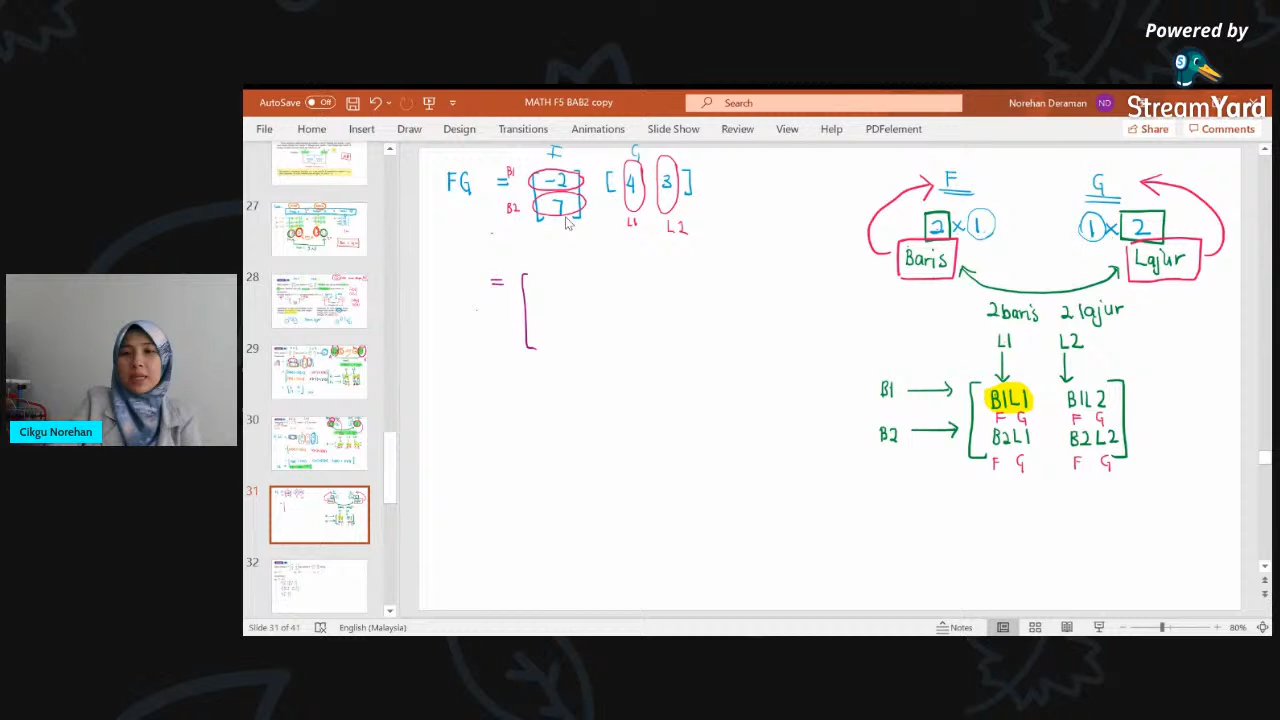 Powered by
StreamYard
AutoSave Off
MATH F5 BAB2 copy
Search
Norehan Deraman ND
File Home Insert Draw Design Transitions Animations Slide Show Review View Help PDFelement
Share Comments
27
28
29
30
31
32
F G
FG = B1 [-2] [4 3]
B2 [7]
L1 L2
= [
F G
2 x 1 1 x 2
Baris Lajur
2 baris 2 lajur
L1 L2
B1 → [B1L1 B1L2]
F G F G
B2 → [B2L1 B2L2]
F G F G
Cikgu Norehan
Slide 31 of 41 English (Malaysia) Notes 80%